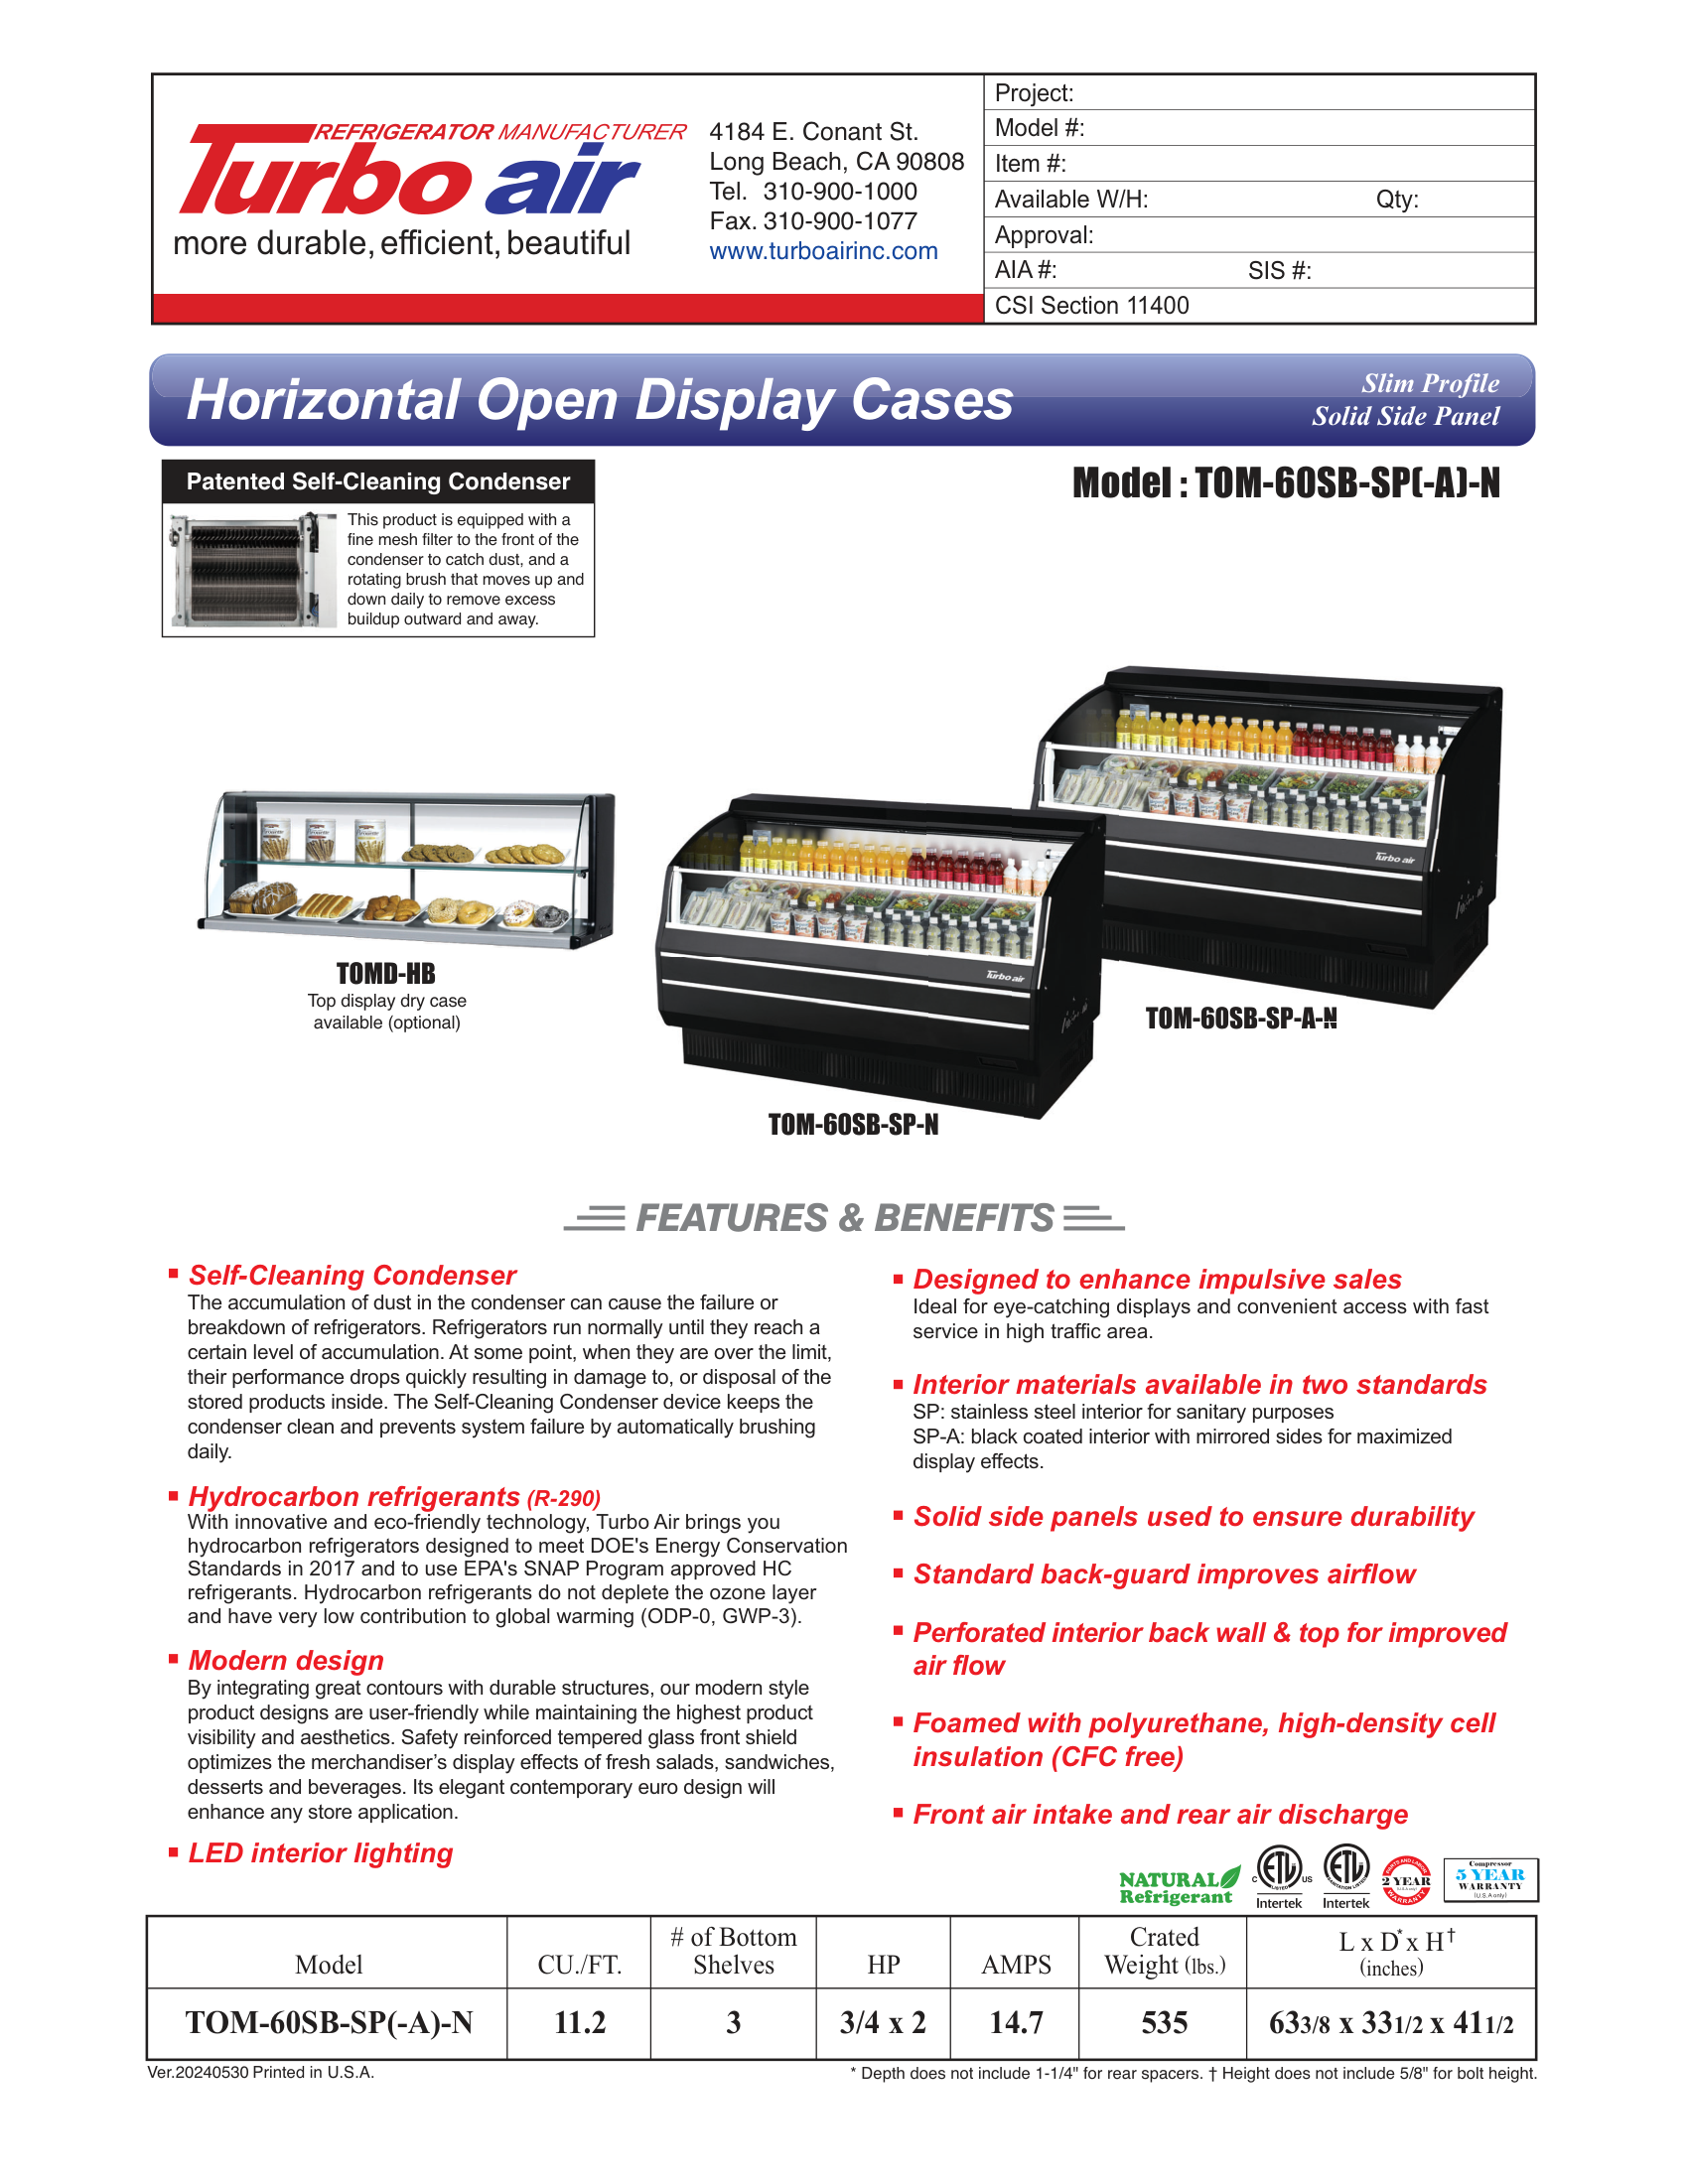 REFRIGERATOR MANUFACTURER
Turbo air
more durable, efficient, beautiful
4184 E. Conant St.
Long Beach, CA 90808
Tel. 310-900-1000
Fax. 310-900-1077
www.turboairinc.com
Project:
Model #:
Item #:
Available W/H: Qty:
Approval:
AIA #: SIS #:
CSI Section 11400
Horizontal Open Display Cases
Slim Profile
Solid Side Panel
Patented Self-Cleaning Condenser
This product is equipped with a
fine mesh filter to the front of the
condenser to catch dust, and a
rotating brush that moves up and
down daily to remove excess
buildup outward and away.
Model : TOM-60SB-SP(-A)-N
Turbo air
Turbo air
TOMD-HB
Top display dry case
available (optional)
TOM-60SB-SP-A-N
TOM-60SB-SP-N
FEATURES & BENEFITS
▪ Self-Cleaning Condenser
The accumulation of dust in the condenser can cause the failure or
breakdown of refrigerators. Refrigerators run normally until they reach a
certain level of accumulation. At some point, when they are over the limit,
their performance drops quickly resulting in damage to, or disposal of the
stored products inside. The Self-Cleaning Condenser device keeps the
condenser clean and prevents system failure by automatically brushing
daily.
▪ Hydrocarbon refrigerants (R-290)
With innovative and eco-friendly technology, Turbo Air brings you
hydrocarbon refrigerators designed to meet DOE's Energy Conservation
Standards in 2017 and to use EPA's SNAP Program approved HC
refrigerants. Hydrocarbon refrigerants do not deplete the ozone layer
and have very low contribution to global warming (ODP-0, GWP-3).
▪ Modern design
By integrating great contours with durable structures, our modern style
product designs are user-friendly while maintaining the highest product
visibility and aesthetics. Safety reinforced tempered glass front shield
optimizes the merchandiser's display effects of fresh salads, sandwiches,
desserts and beverages. Its elegant contemporary euro design will
enhance any store application.
▪ LED interior lighting
▪ Designed to enhance impulsive sales
Ideal for eye-catching displays and convenient access with fast
service in high traffic area.
▪ Interior materials available in two standards
SP: stainless steel interior for sanitary purposes
SP-A: black coated interior with mirrored sides for maximized
display effects.
▪ Solid side panels used to ensure durability
▪ Standard back-guard improves airflow
▪ Perforated interior back wall & top for improved
air flow
▪ Foamed with polyurethane, high-density cell
insulation (CFC free)
▪ Front air intake and rear air discharge
NATURAL
Refrigerant
C ETL US
LISTED
Intertek
ETL
SANITATION LISTED
Intertek
PARTS AND LABOR
2 YEAR
WARRANTY
Compressor
5 YEAR
WARRANTY
(U.S.A only)
Model CU./FT. # of Bottom Shelves HP AMPS Crated Weight (lbs.) L x D* x H† (inches)
TOM-60SB-SP(-A)-N 11.2 3 3/4 x 2 14.7 535 63 3/8 x 33 1/2 x 41 1/2
Ver.20240530 Printed in U.S.A.
* Depth does not include 1-1/4" for rear spacers. † Height does not include 5/8" for bolt height.